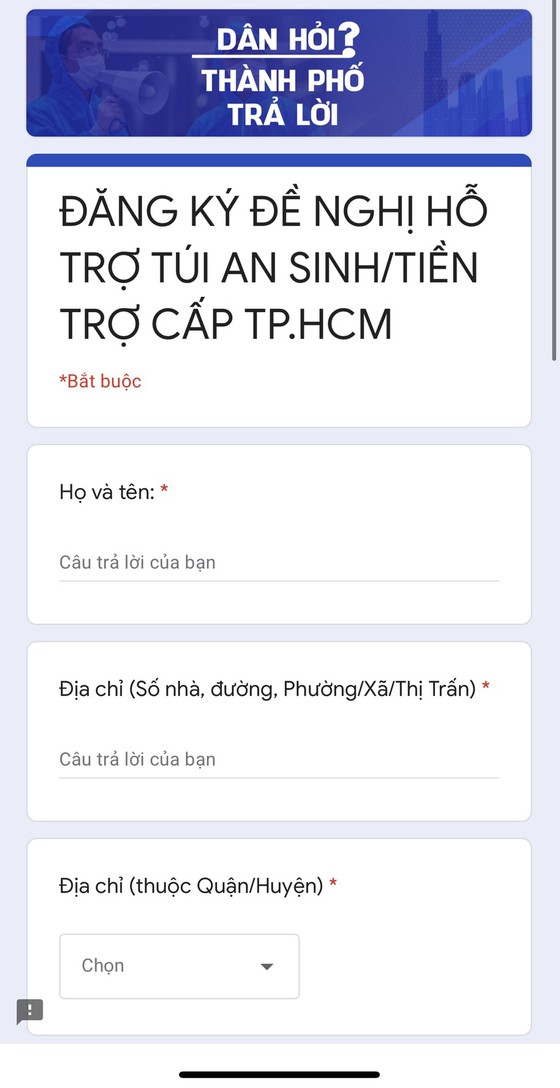 DÂN HỎI?
THÀNH PHỐ
TRẢ LỜI
ĐĂNG KÝ ĐỀ NGHỊ HỖ
TRỢ TÚI AN SINH/TIỀN
TRỢ CẤP TP.HCM
*Bắt buộc
Họ và tên: *
Câu trả lời của bạn
Địa chỉ (Số nhà, đường, Phường/Xã/Thị Trấn) *
Câu trả lời của bạn
Địa chỉ (thuộc Quận/Huyện) *
Chọn
!